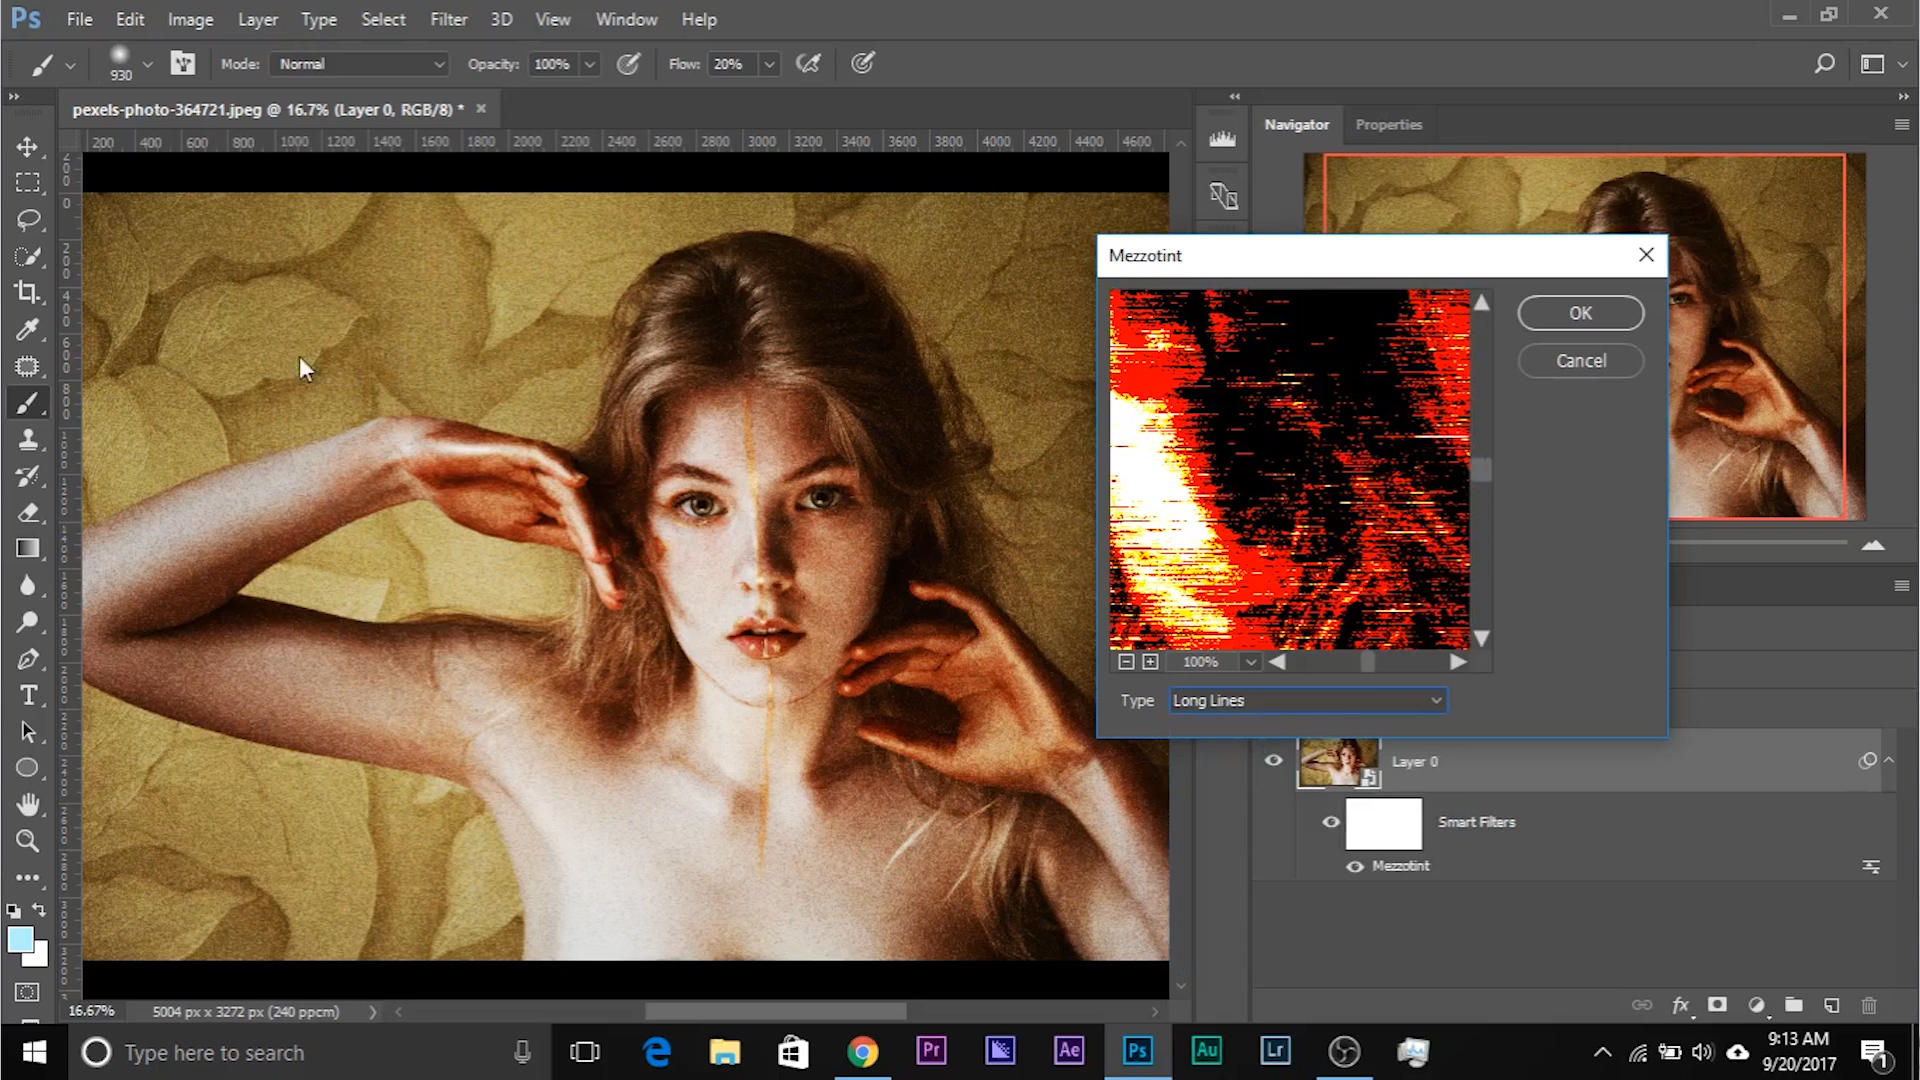 Ps File Edit Image Layer Type Select Filter 3D View Window Help
930 Mode: Normal Opacity: 100% Flow: 20%
pexels-photo-364721.jpeg @ 16.7% (Layer 0, RGB/8) *
200 400 600 800 1000 1200 1400 1600 1800 2000 2200 2400 2600 2800 3000 3200 3400 3600 3800 4000 4200 4400 4600
Navigator Properties
Mezzotint
OK
Cancel
100%
Type Long Lines
Layer 0
Smart Filters
Mezzotint
16.67% 5004 px x 3272 px (240 ppcm)
fx
Type here to search
Pr Ae Ps Au Lr
9:13 AM
9/20/2017
1